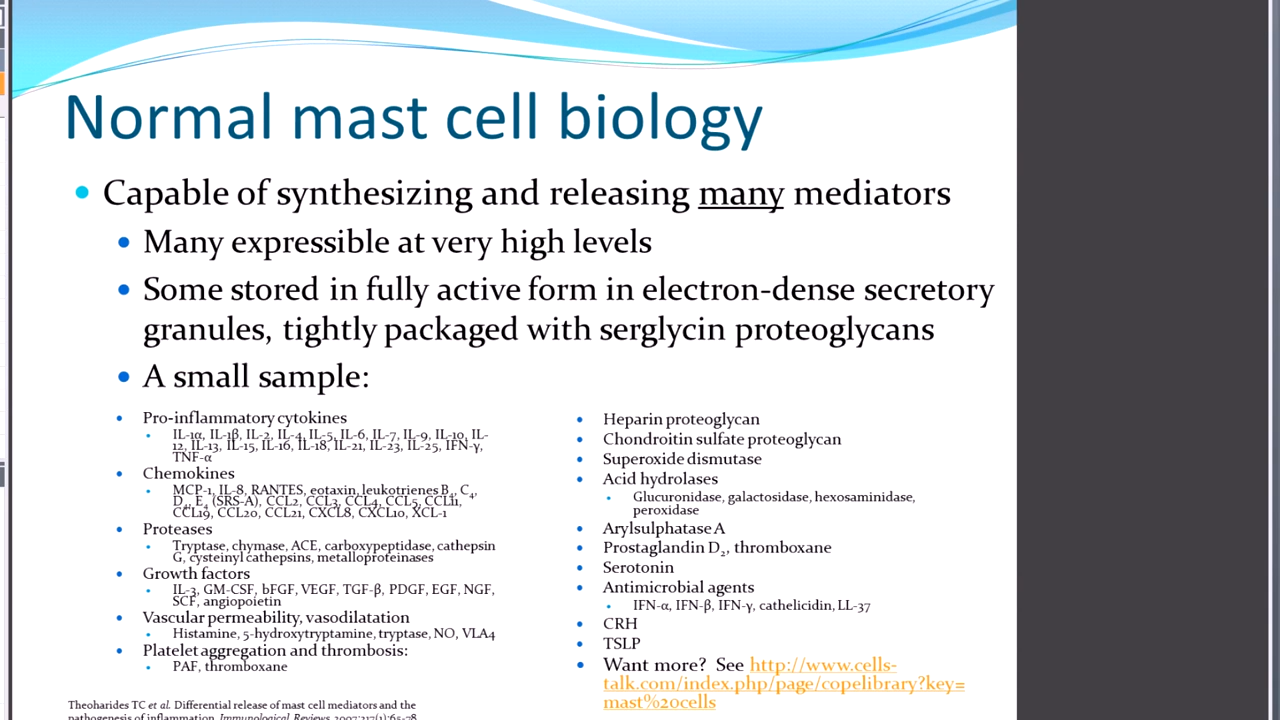 Normal mast cell biology
Capable of synthesizing and releasing many mediators
Many expressible at very high levels
Some stored in fully active form in electron-dense secretory
granules, tightly packaged with serglycin proteoglycans
A small sample:
Pro-inflammatory cytokines
IL-1α, IL-1β, IL-2, IL-4, IL-5, IL-6, IL-7, IL-9, IL-10, IL-
12, IL-13, IL-15, IL-16, IL-18, IL-21, IL-23, IL-25, IFN-γ,
TNF-α
Chemokines
MCP-1, IL-8, RANTES, eotaxin, leukotrienes B₄, C₄,
D₄, E₄ (SRS-A), CCL2, CCL3, CCL4, CCL5, CCL11,
CCL19, CCL20, CCL21, CXCL8, CXCL10, XCL-1
Proteases
Tryptase, chymase, ACE, carboxypeptidase, cathepsin
G, cysteinyl cathepsins, metalloproteinases
Growth factors
IL-3, GM-CSF, bFGF, VEGF, TGF-β, PDGF, EGF, NGF,
SCF, angiopoietin
Vascular permeability, vasodilatation
Histamine, 5-hydroxytryptamine, tryptase, NO, VLA4
Platelet aggregation and thrombosis:
PAF, thromboxane
Heparin proteoglycan
Chondroitin sulfate proteoglycan
Superoxide dismutase
Acid hydrolases
Glucuronidase, galactosidase, hexosaminidase,
peroxidase
Arylsulphatase A
Prostaglandin D₂, thromboxane
Serotonin
Antimicrobial agents
IFN-α, IFN-β, IFN-γ, cathelicidin, LL-37
CRH
TSLP
Want more? See http://www.cells-
talk.com/index.php/page/copelibrary?key=
mast%20cells
Theoharides TC et al. Differential release of mast cell mediators and the
pathogenesis of inflammation. Immunological Reviews 2007;217(1):65-78